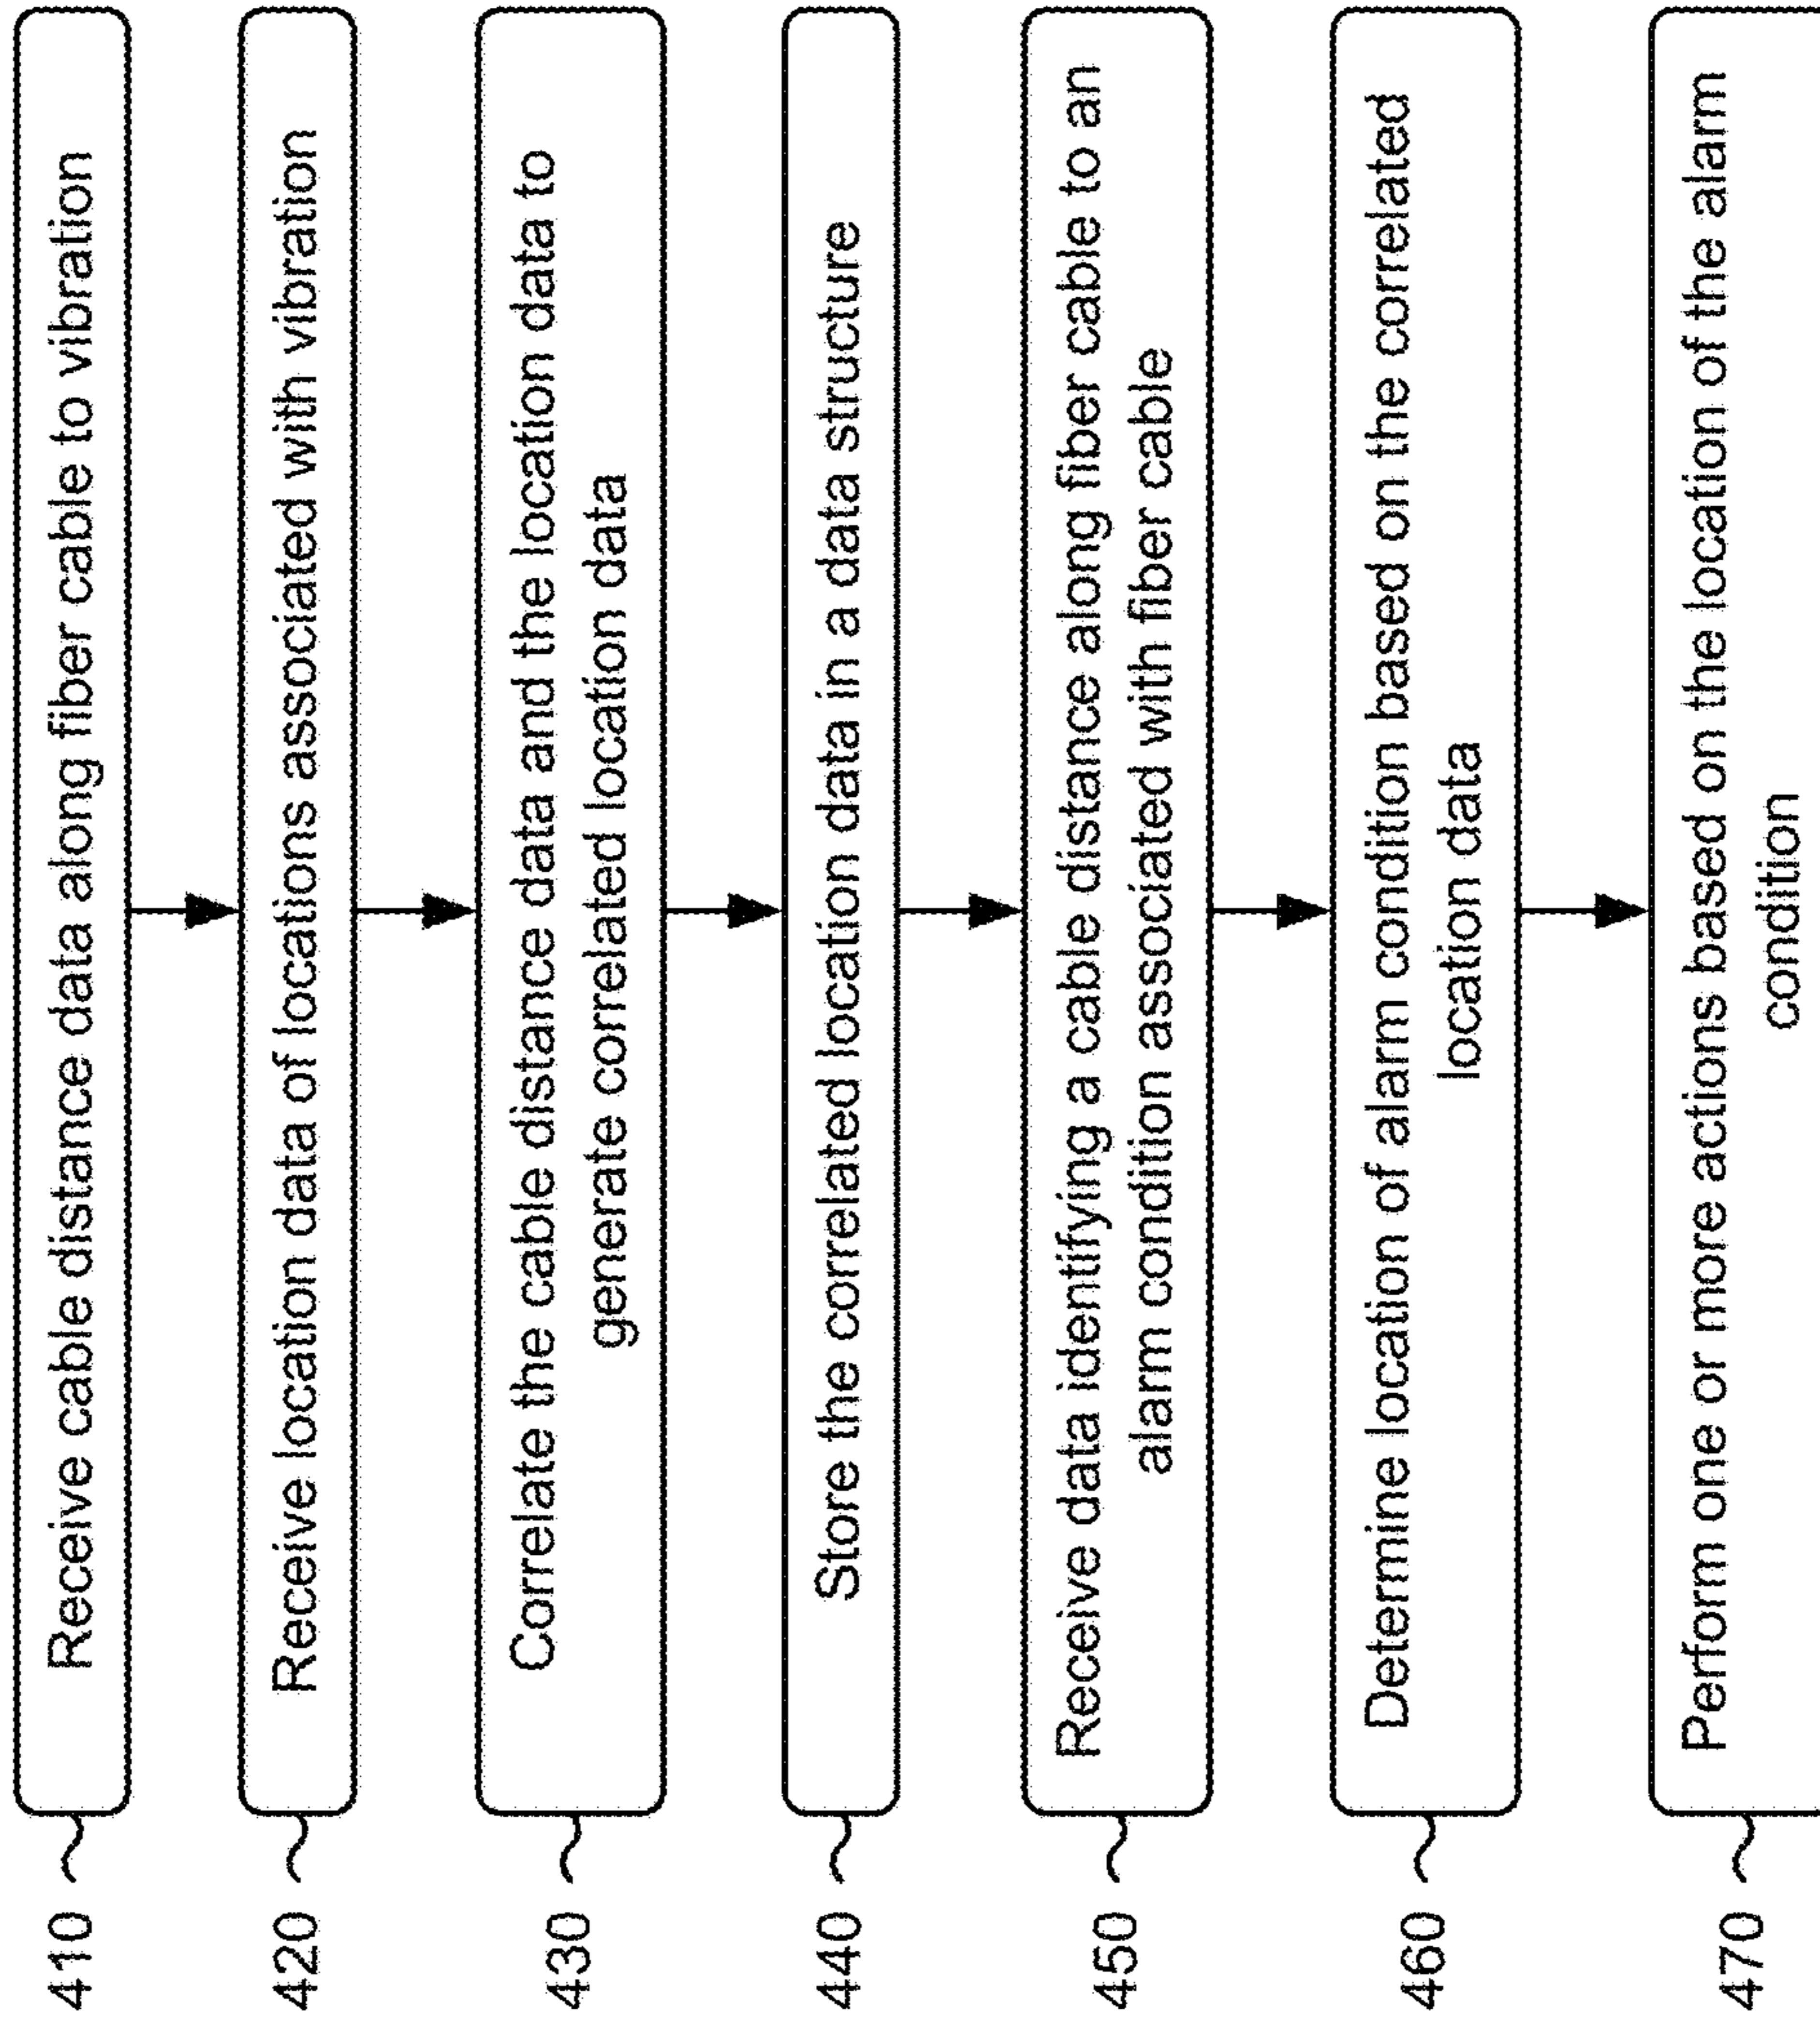 410
Receive cable distance data along fiber cable to vibration
420
Receive location data of locations associated with vibration
430
Correlate the cable distance data and the location data to
generate correlated location data
440
Store the correlated location data in a data structure
450
Receive data identifying a cable distance along fiber cable to an
alarm condition associated with fiber cable
460
Determine location of alarm condition based on the correlated
location data
470
Perform one or more actions based on the location of the alarm
condition